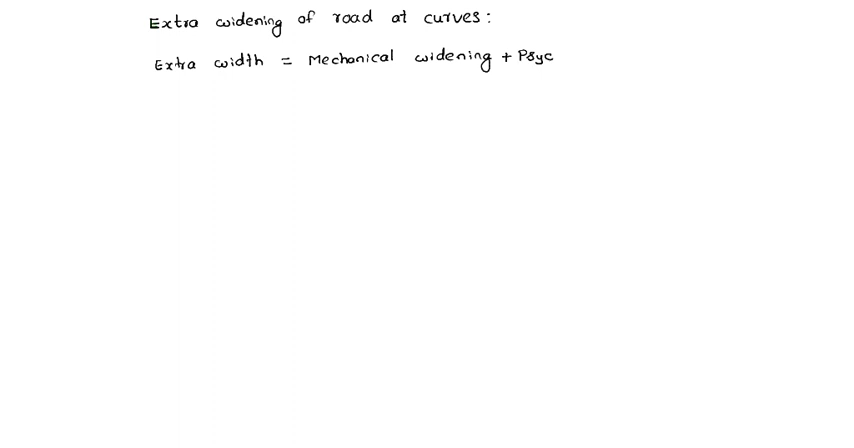 Extra widening of road at curves:
Extra width = Mechanical widening + Psyc